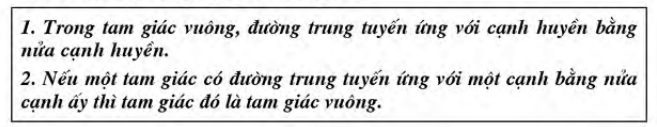 1. Trong tam giác vuông, đường trung tuyến ứng với cạnh huyền bằng
nửa cạnh huyền.
2. Nếu một tam giác có đường trung tuyến ứng với một cạnh bằng nửa
cạnh ấy thì tam giác đó là tam giác vuông.